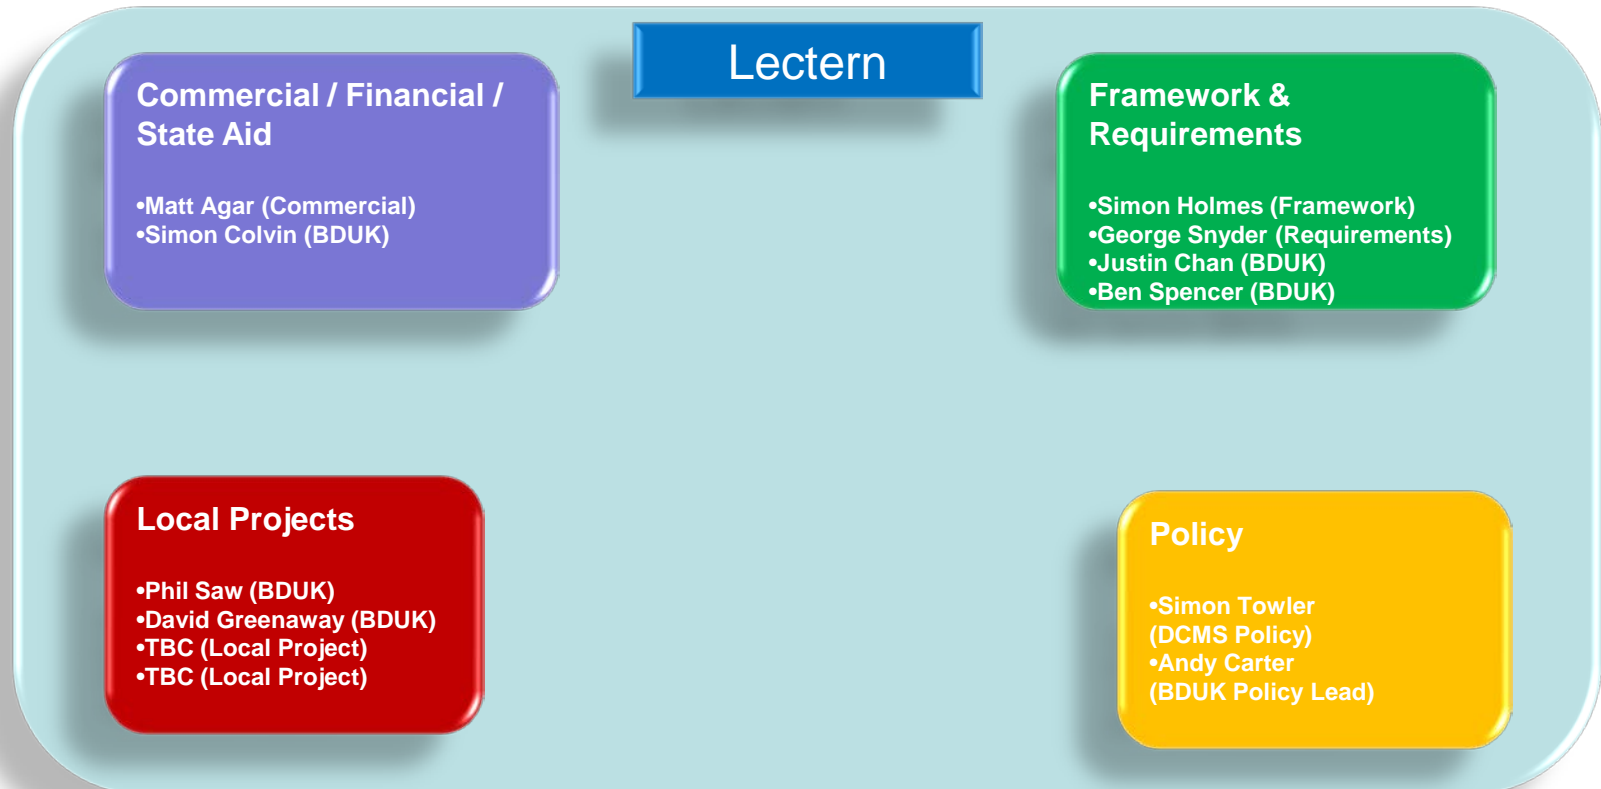 Lectern
Commercial / Financial /
State Aid
•Matt Agar (Commercial)
•Simon Colvin (BDUK)
Framework &
Requirements
•Simon Holmes (Framework)
•George Snyder (Requirements)
•Justin Chan (BDUK)
•Ben Spencer (BDUK)
Local Projects
•Phil Saw (BDUK)
•David Greenaway (BDUK)
•TBC (Local Project)
•TBC (Local Project)
Policy
•Simon Towler
(DCMS Policy)
•Andy Carter
(BDUK Policy Lead)